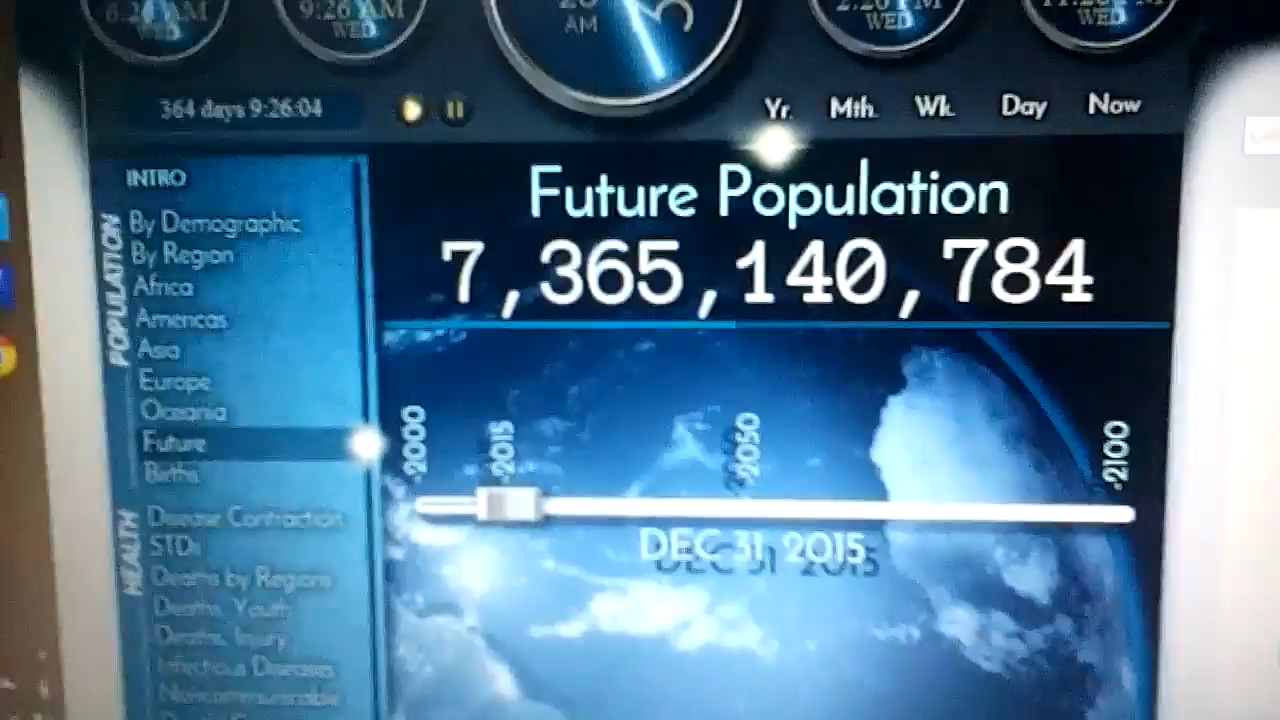 9:26 AM
WED
WED
AM
2:26 PM
WED
WED
364 days 9:26:04
Yr.
Mth.
Wk.
Day
Now
INTRO
POPULATION
By Demographic
By Region
Africa
Americas
Asia
Europe
Oceania
Future
Births
HEALTH
Disease Contraction
STDs
Deaths by Regions
Deaths, Youth
Deaths, Injury
Infectious Diseases
Noncommunicable
Future Population
7,365,140,784
-2000
-2015
-2050
-2100
DEC 31 2015